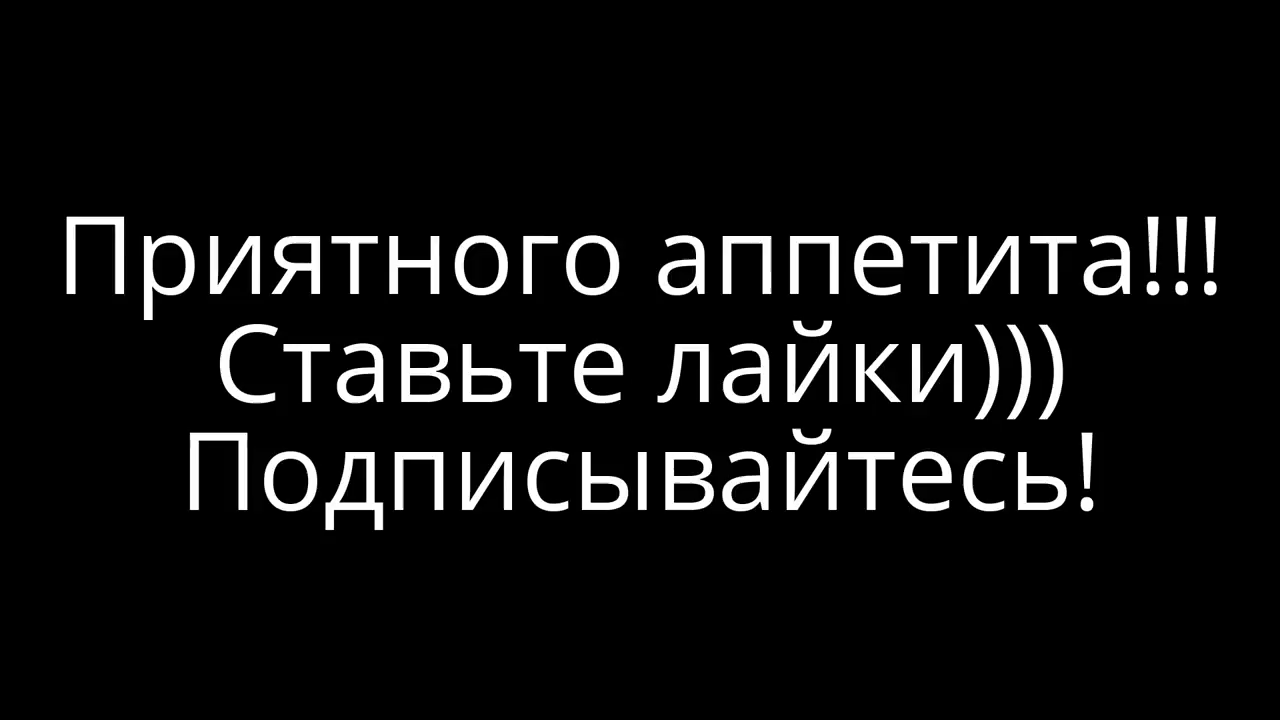 Приятного аппетита!!!
Ставьте лайки)))
Подписывайтесь!